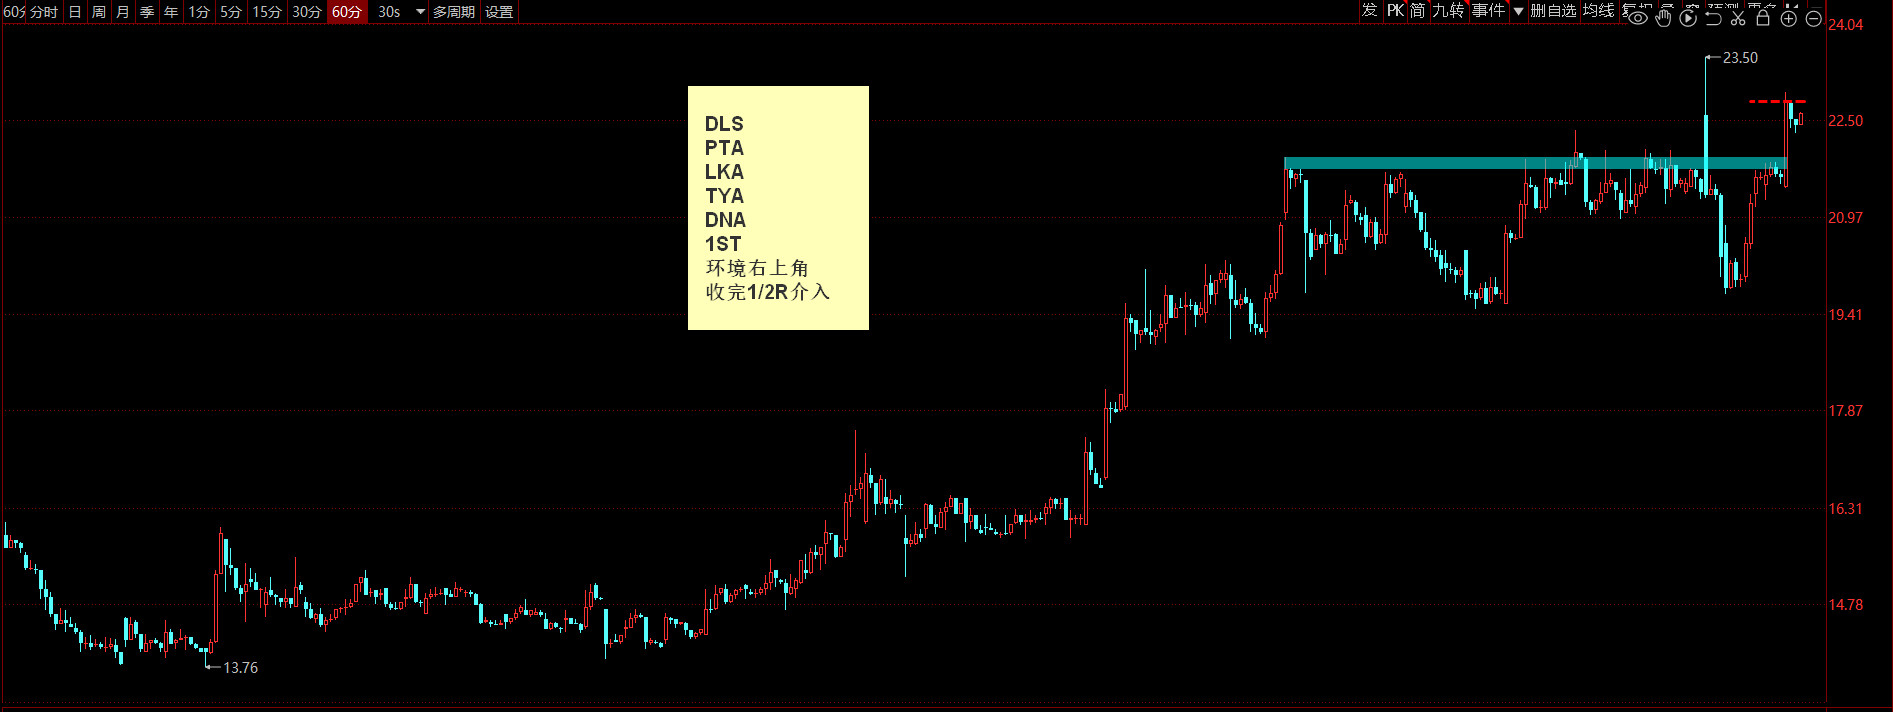 分时 日 周 月 季 年 1分 5分 15分 30分 60分 30s 多周期 设置
发 PK 简 九转 事件 删自选 均线
24.04
23.50
22.50
20.97
19.41
17.87
16.31
14.78
13.76
DLS
PTA
LKA
TYA
DNA
1ST
环境右上角
收完1/2R介入